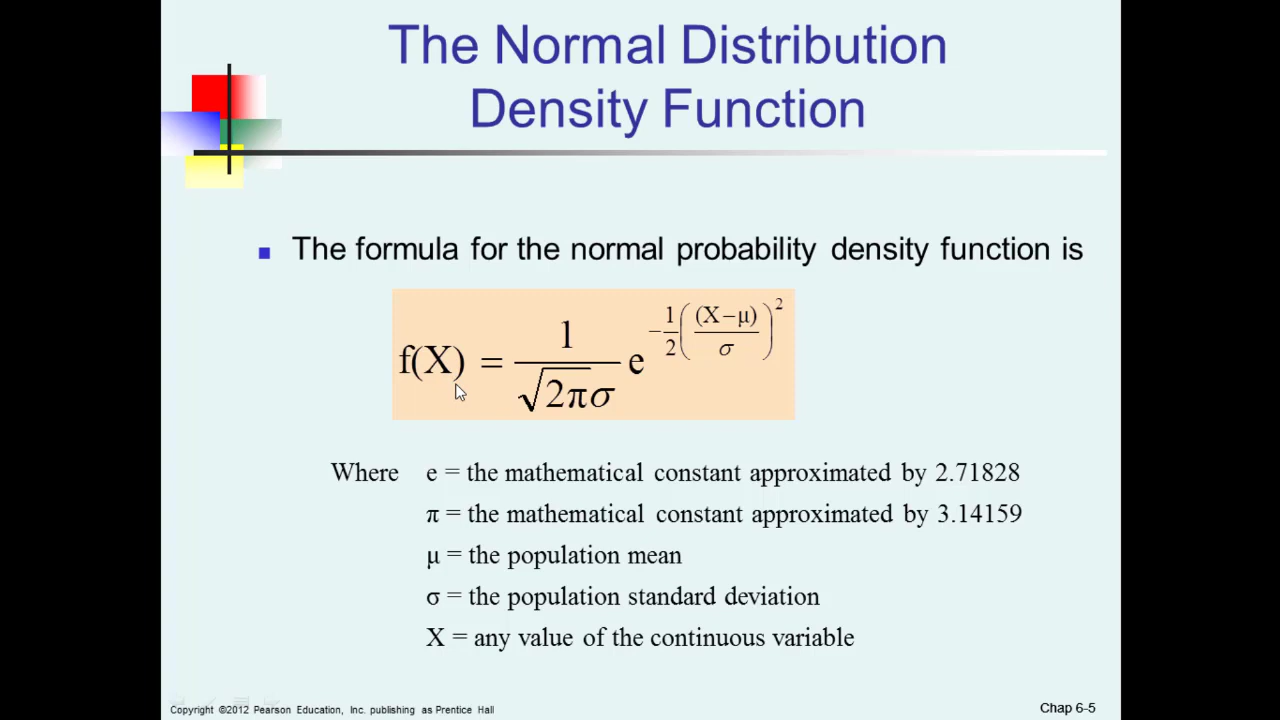 The Normal Distribution
Density Function
The formula for the normal probability density function is
f(X) = 1/(√2π σ) e^(−1/2((X−μ)/σ)^2)
Where e = the mathematical constant approximated by 2.71828
π = the mathematical constant approximated by 3.14159
μ = the population mean
σ = the population standard deviation
X = any value of the continuous variable
Copyright ©2012 Pearson Education, Inc. publishing as Prentice Hall
Chap 6-5